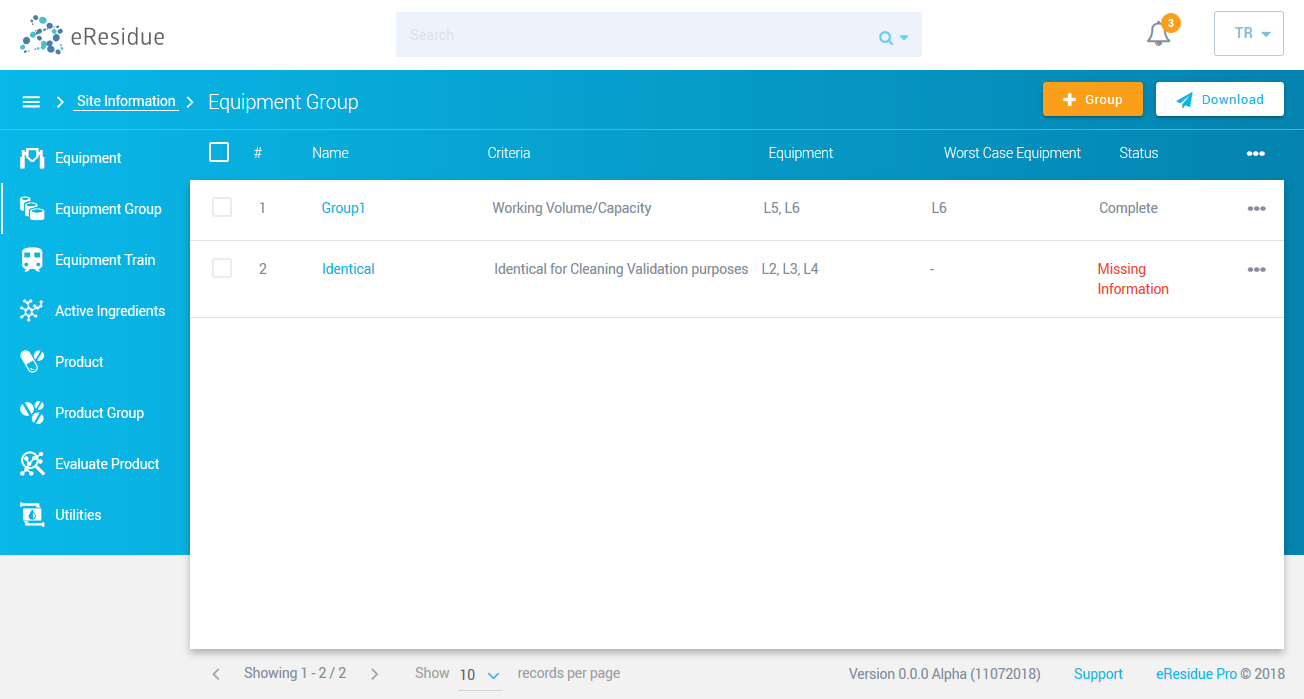 eResidue
Search
3
TR
Site Information
Equipment Group
Group
Download
Equipment
Equipment Group
Equipment Train
Active Ingredients
Product
Product Group
Evaluate Product
Utilities
# Name Criteria Equipment Worst Case Equipment Status
1 Group1 Working Volume/Capacity L5, L6 L6 Complete
2 Identical Identical for Cleaning Validation purposes L2, L3, L4 - Missing
Information
Showing 1 - 2 / 2 Show 10 records per page Version 0.0.0 Alpha (11072018) Support eResidue Pro © 2018